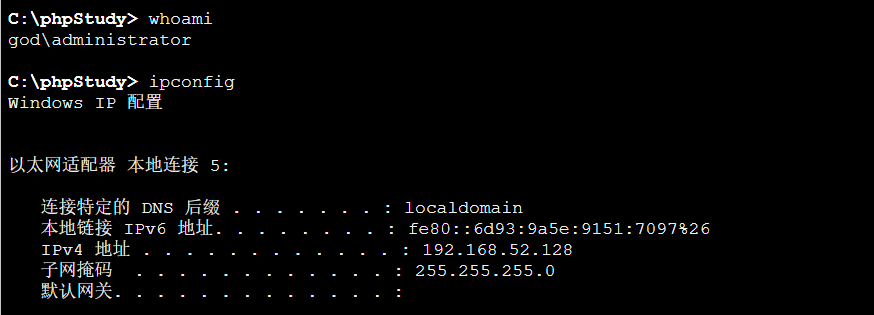 C:\phpStudy> whoami
god\administrator
C:\phpStudy> ipconfig
Windows IP 配置
以太网适配器 本地连接 5:
连接特定的 DNS 后缀 . . . . . . . : localdomain
本地链接 IPv6 地址. . . . . . . . : fe80::6d93:9a5e:9151:7097%26
IPv4 地址 . . . . . . . . . . . . : 192.168.52.128
子网掩码  . . . . . . . . . . . . : 255.255.255.0
默认网关. . . . . . . . . . . . . :